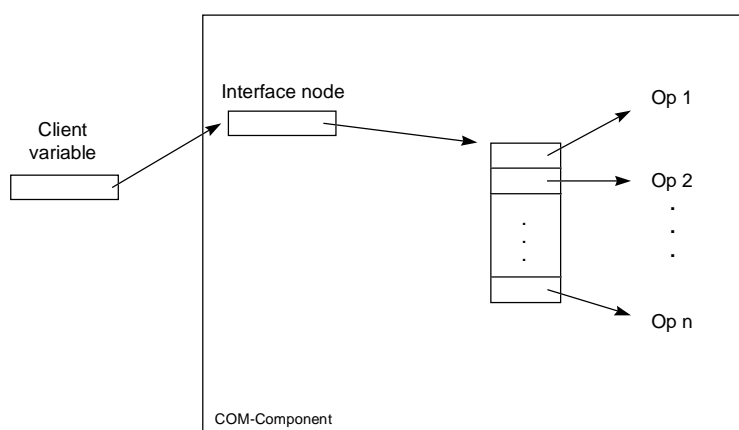 Interface node
Client
variable
Op 1
Op 2
.
.
.
.
.
.
Op n
COM-Component